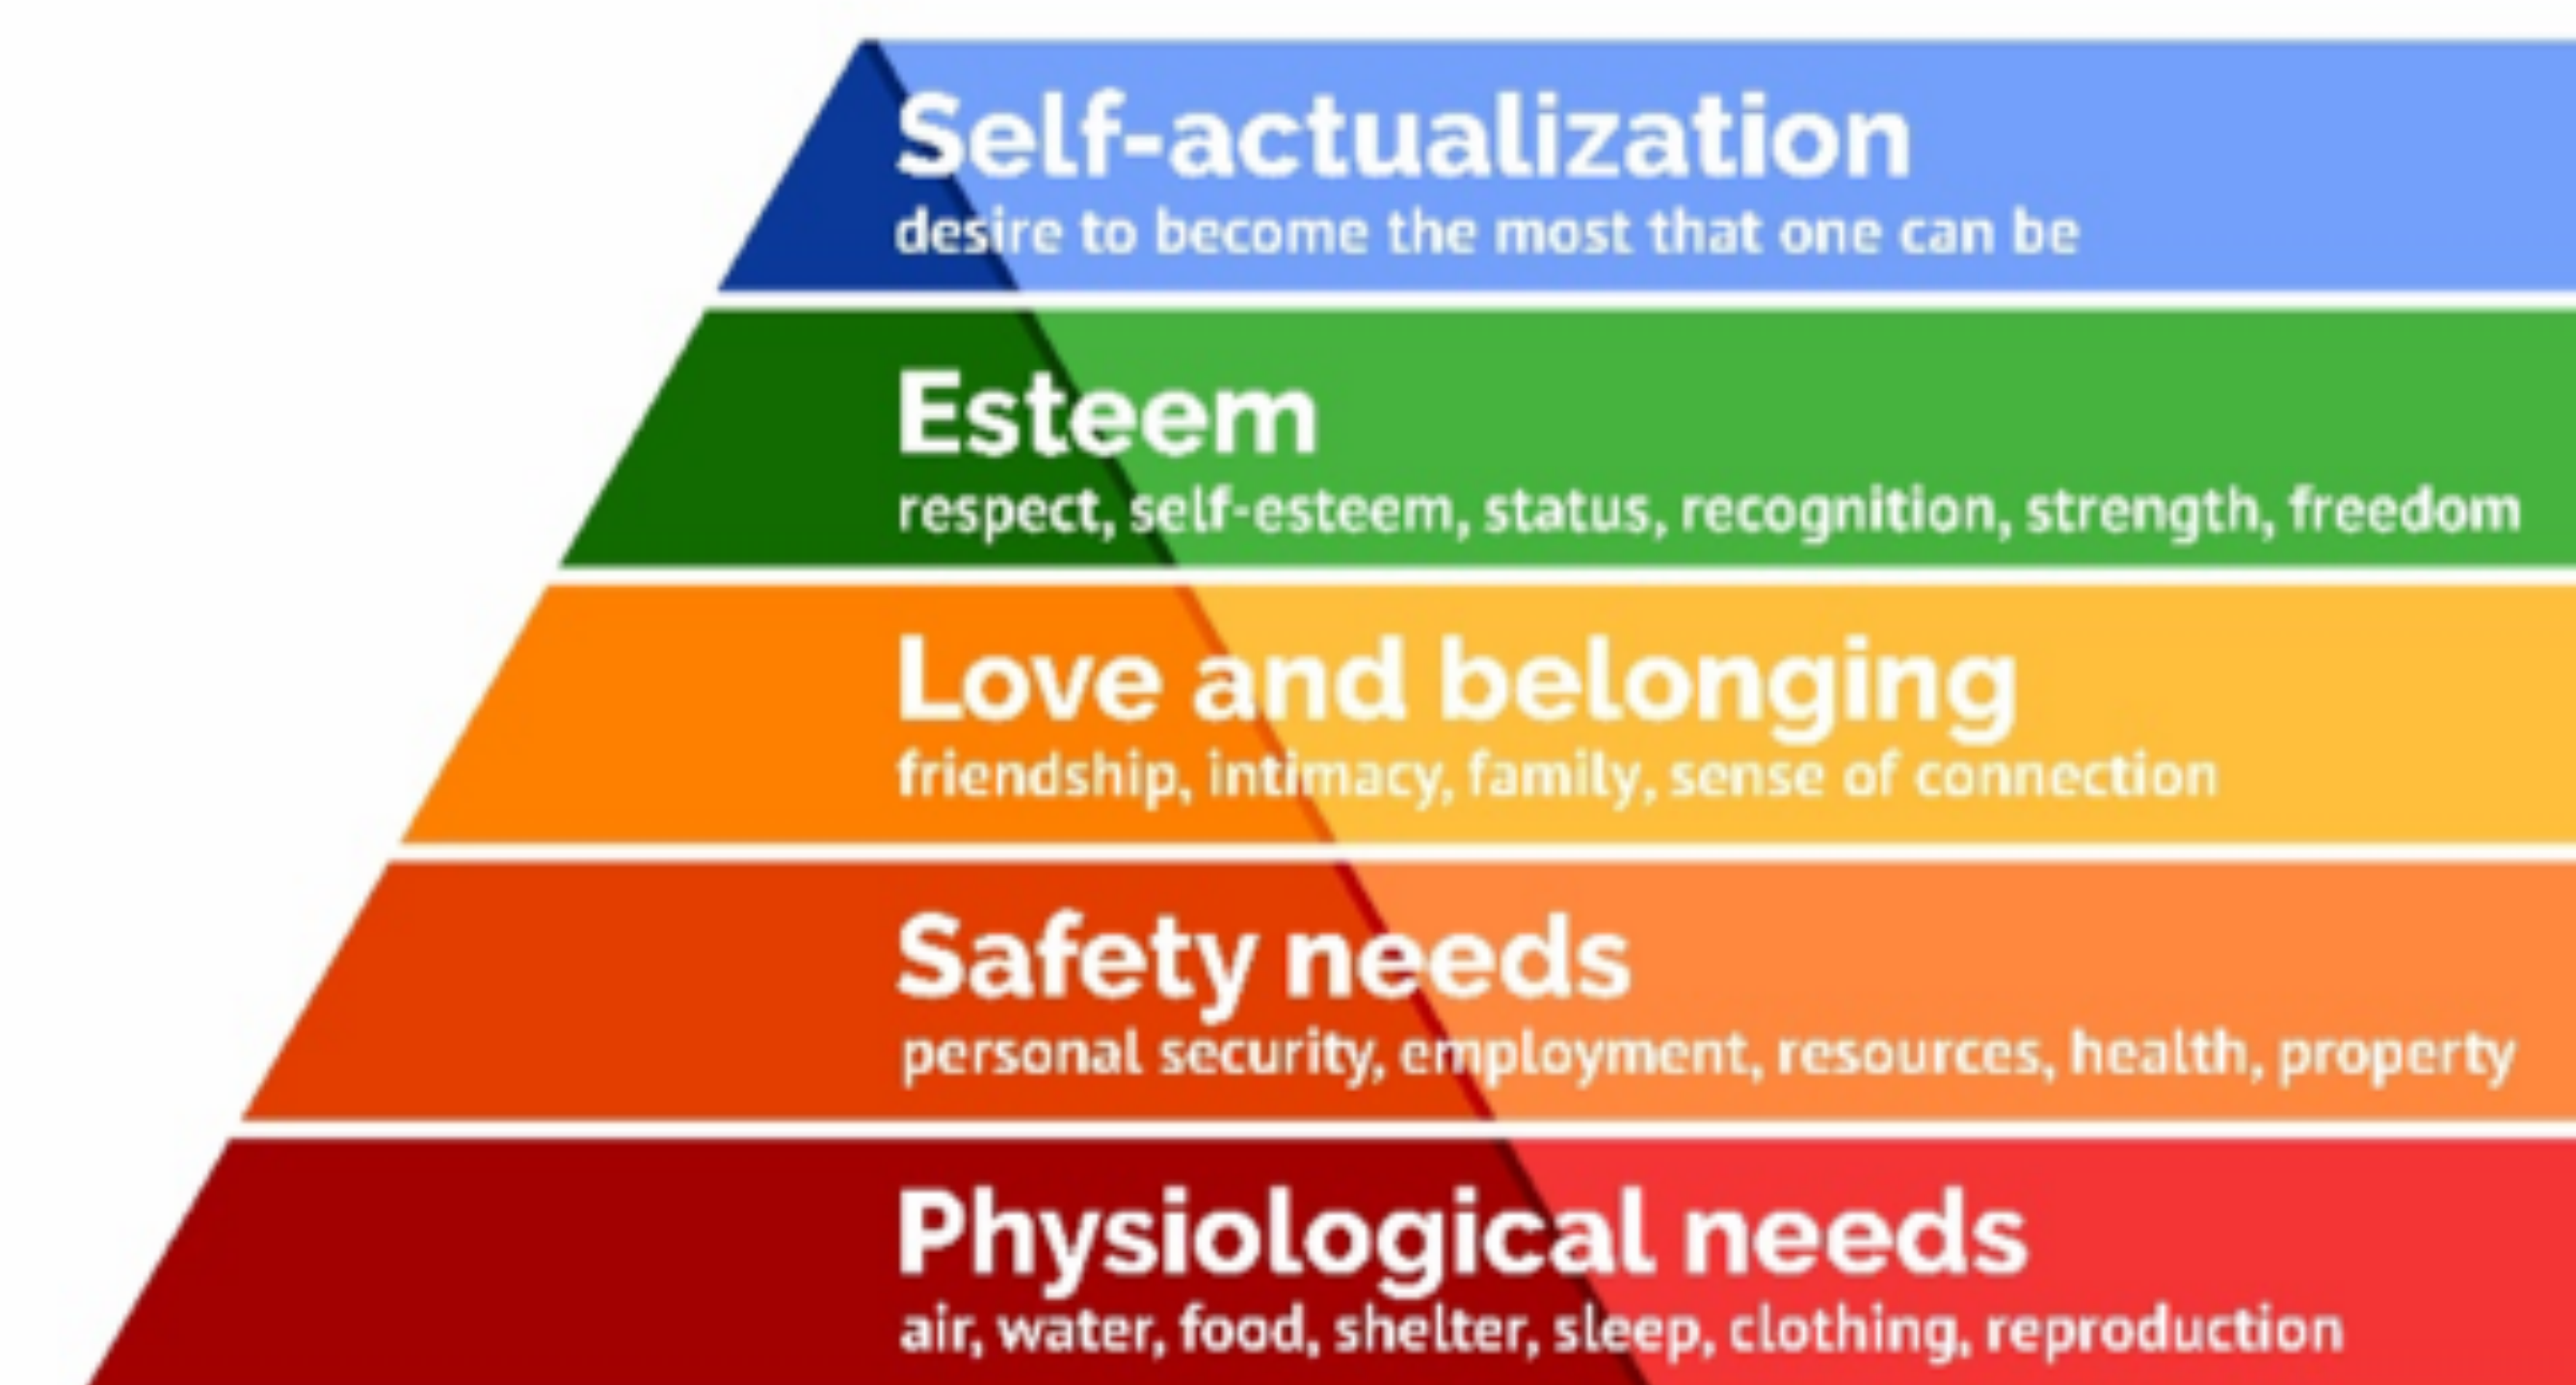 Self-actualization
desire to become the most that one can be
Esteem
respect, self-esteem, status, recognition, strength, freedom
Love and belonging
friendship, intimacy, family, sense of connection
Safety needs
personal security, employment, resources, health, property
Physiological needs
air, water, food, shelter, sleep, clothing, reproduction